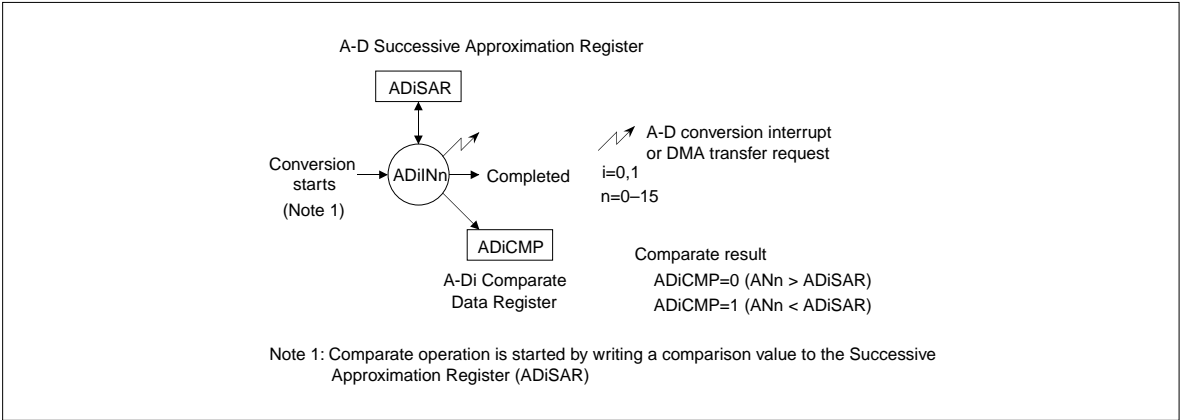 A-D Successive Approximation Register
ADiSAR
A-D conversion interrupt
or DMA transfer request
i=0,1
n=0–15
Conversion
starts
(Note 1)
ADiINn
Completed
ADiCMP
A-Di Comparate
Data Register
Comparate result
ADiCMP=0 (ANn > ADiSAR)
ADiCMP=1 (ANn < ADiSAR)
Note 1: Comparate operation is started by writing a comparison value to the Successive
Approximation Register (ADiSAR)